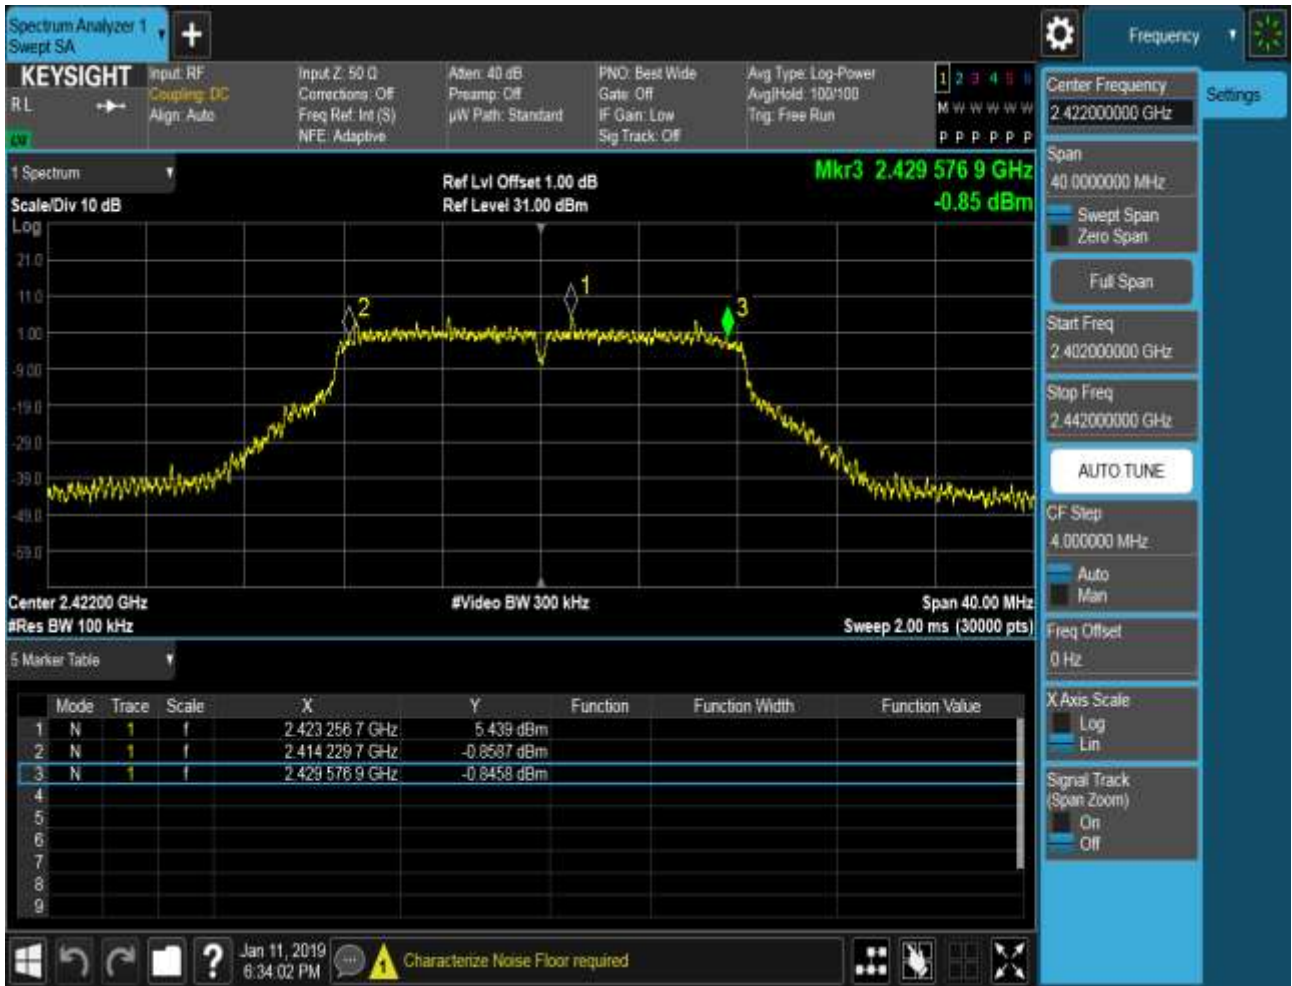 Spectrum Analyzer 1
Swept SA
Frequency
KEYSIGHT
R L
Input: RF
Coupling: DC
Align: Auto
Input Z: 50 Ω
Corrections: Off
Freq Ref: Int (S)
NFE: Adaptive
Atten: 40 dB
Preamp: Off
µW Path: Standard
PNO: Best Wide
Gate: Off
IF Gain: Low
Sig Track: Off
Avg Type: Log-Power
Avg|Hold: 100/100
Trig: Free Run
1 2 3 4 5 6
M W W W W W
P P P P P P
1 Spectrum
Scale/Div 10 dB
Ref Lvl Offset 1.00 dB
Ref Level 31.00 dBm
Mkr3 2.429 576 9 GHz
-0.85 dBm
Log
21.0
11.0
1.00
-9.00
-19.0
-29.0
-39.0
-49.0
-59.0
2
1
3
Center 2.42200 GHz
#Res BW 100 kHz
#Video BW 300 kHz
Span 40.00 MHz
Sweep 2.00 ms (30000 pts)
5 Marker Table
Mode Trace Scale X Y Function Function Width Function Value
1 N 1 f 2.423 256 7 GHz 5.439 dBm
2 N 1 f 2.414 229 7 GHz -0.8587 dBm
3 N 1 f 2.429 576 9 GHz -0.8458 dBm
4
5
6
7
8
9
Center Frequency
2.422000000 GHz
Settings
Span
40.0000000 MHz
Swept Span
Zero Span
Full Span
Start Freq
2.402000000 GHz
Stop Freq
2.442000000 GHz
AUTO TUNE
CF Step
4.000000 MHz
Auto
Man
Freq Offset
0 Hz
X Axis Scale
Log
Lin
Signal Track
(Span Zoom)
On
Off
?
Jan 11, 2019
6:34:02 PM
1
Characterize Noise Floor required